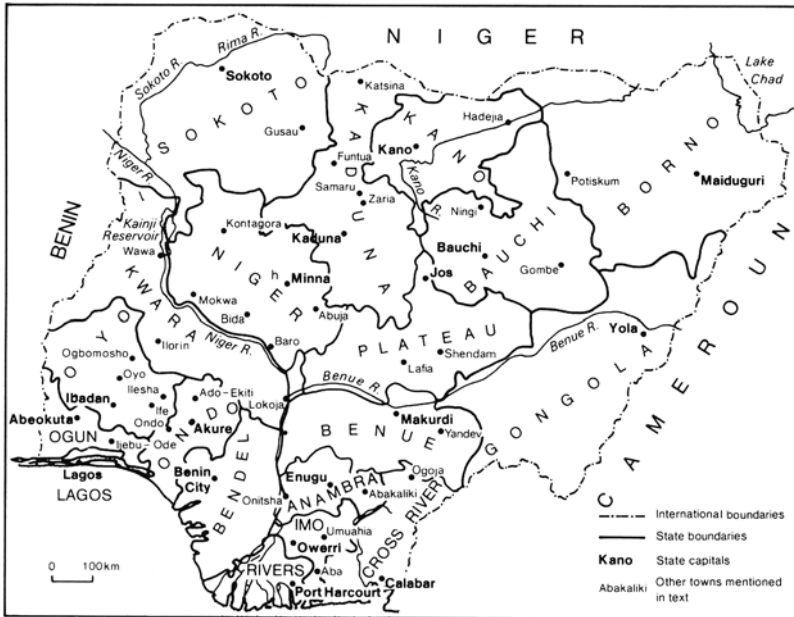 NIGER
Lake
Chad
Rima R.
Sokoto R.
Sokoto
Katsina
SOKOTO
KADUNA
KANO
Hadejia
Gusau
Kano
BORNO
Niger R.
Funtua
Kano R.
Potiskum
Maiduguri
Samaru
Zaria
Ningi
BENIN
Kainji
Reservoir
Kontagora
Kaduna
BAUCHI
Wawa
NIGER
Bauchi
Gombe
h
Minna
Jos
KWARA
Mokwa
Abuja
Bida
CAMEROUN
OYO
Ilorin
Niger R.
Baro
PLATEAU
Yola
Ogbomosho
Shendam
Benue R.
Lafia
Oyo
GONGOLA
Ilesha
Ado-Ekiti
Benue R.
Ibadan
Lokoja
Ife
ONDO
Makurdi
Abeokuta
Ondo
Akure
BENUE
Yandev
OGUN
Ijebu-Ode
Lagos
Benin
City
Enugu
Ogoja
LAGOS
BENDEL
ANAMBRA
Onitsha
Abakaliki
CROSS RIVER
IMO
Umuahia
Owerri
RIVERS
Aba
Calabar
Port Harcourt
0 100km
International boundaries
State boundaries
Kano State capitals
Abakaliki Other towns mentioned
in text